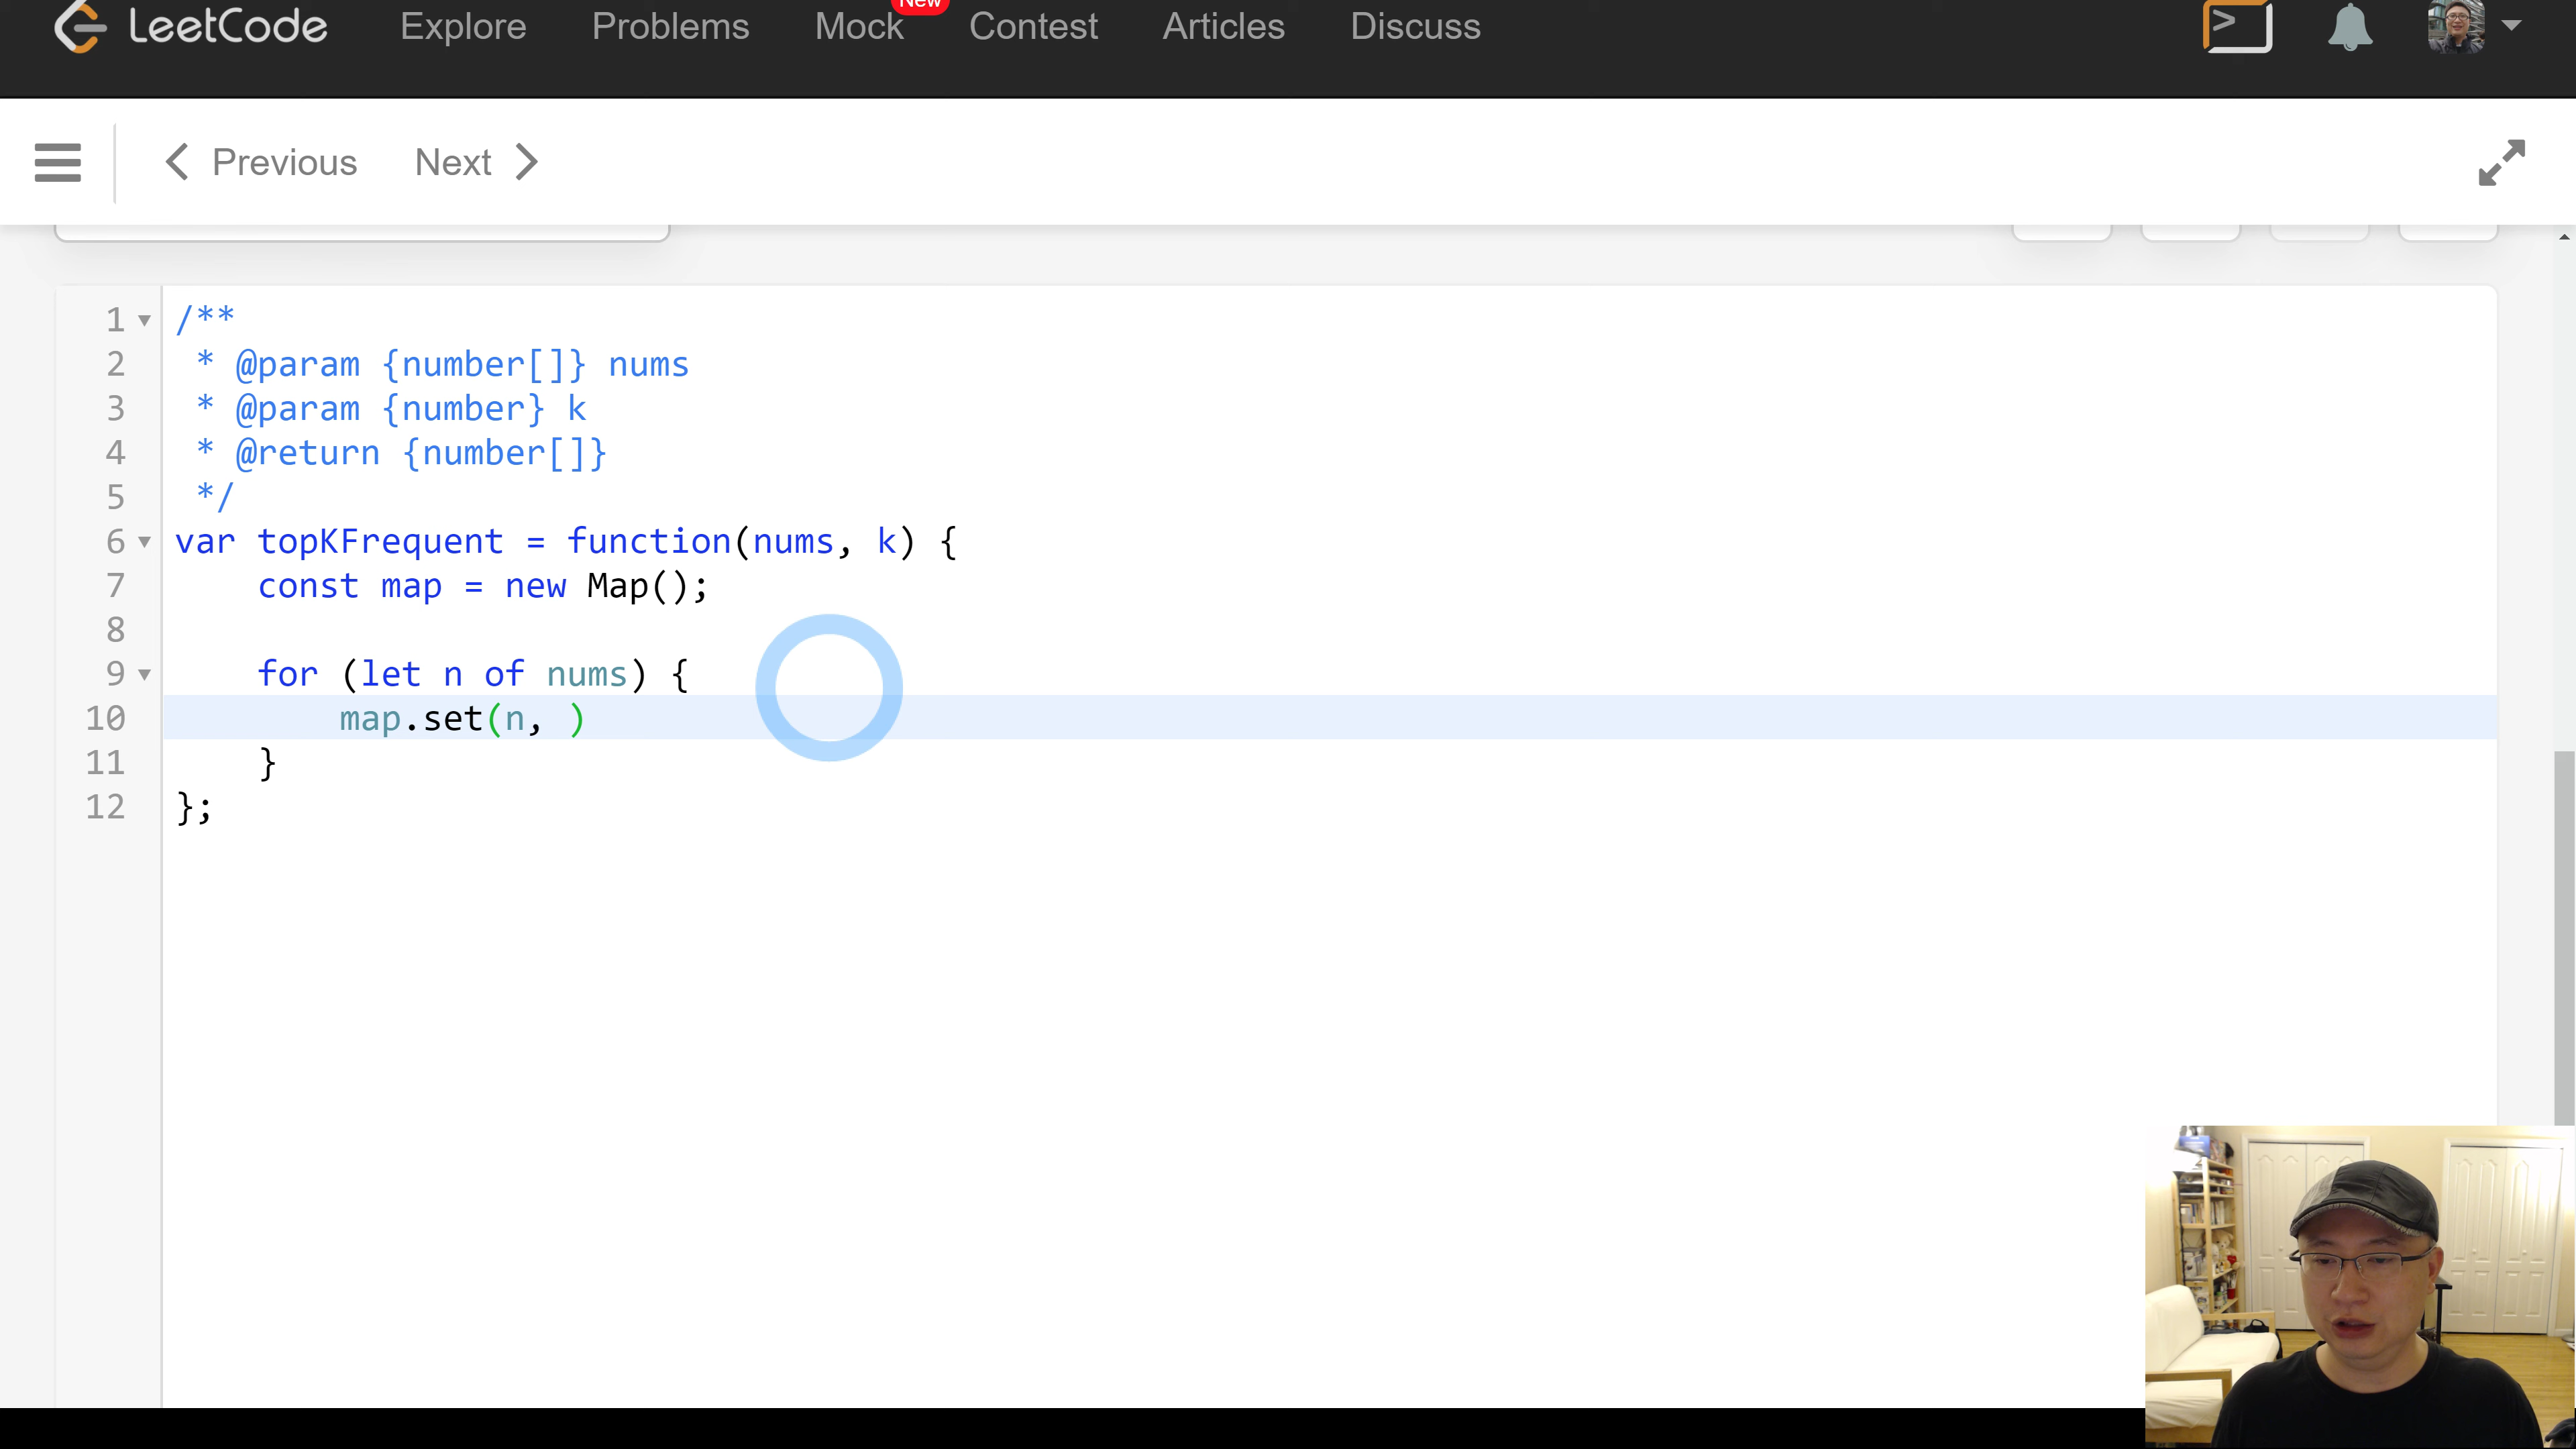 LeetCode Explore Problems Mock New Contest Articles Discuss
Previous Next
1 /**
2 * @param {number[]} nums
3 * @param {number} k
4 * @return {number[]}
5 */
6 var topKFrequent = function(nums, k) {
7 const map = new Map();
8
9 for (let n of nums) {
10 map.set(n, )
11 }
12 };